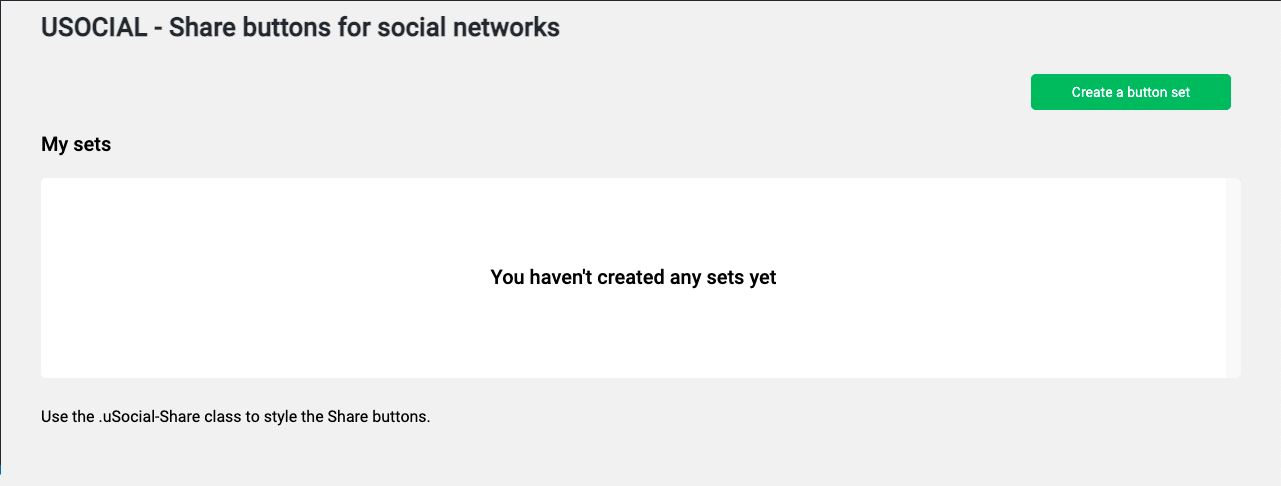 USOCIAL - Share buttons for social networks
Create a button set
My sets
You haven't created any sets yet
Use the .uSocial-Share class to style the Share buttons.